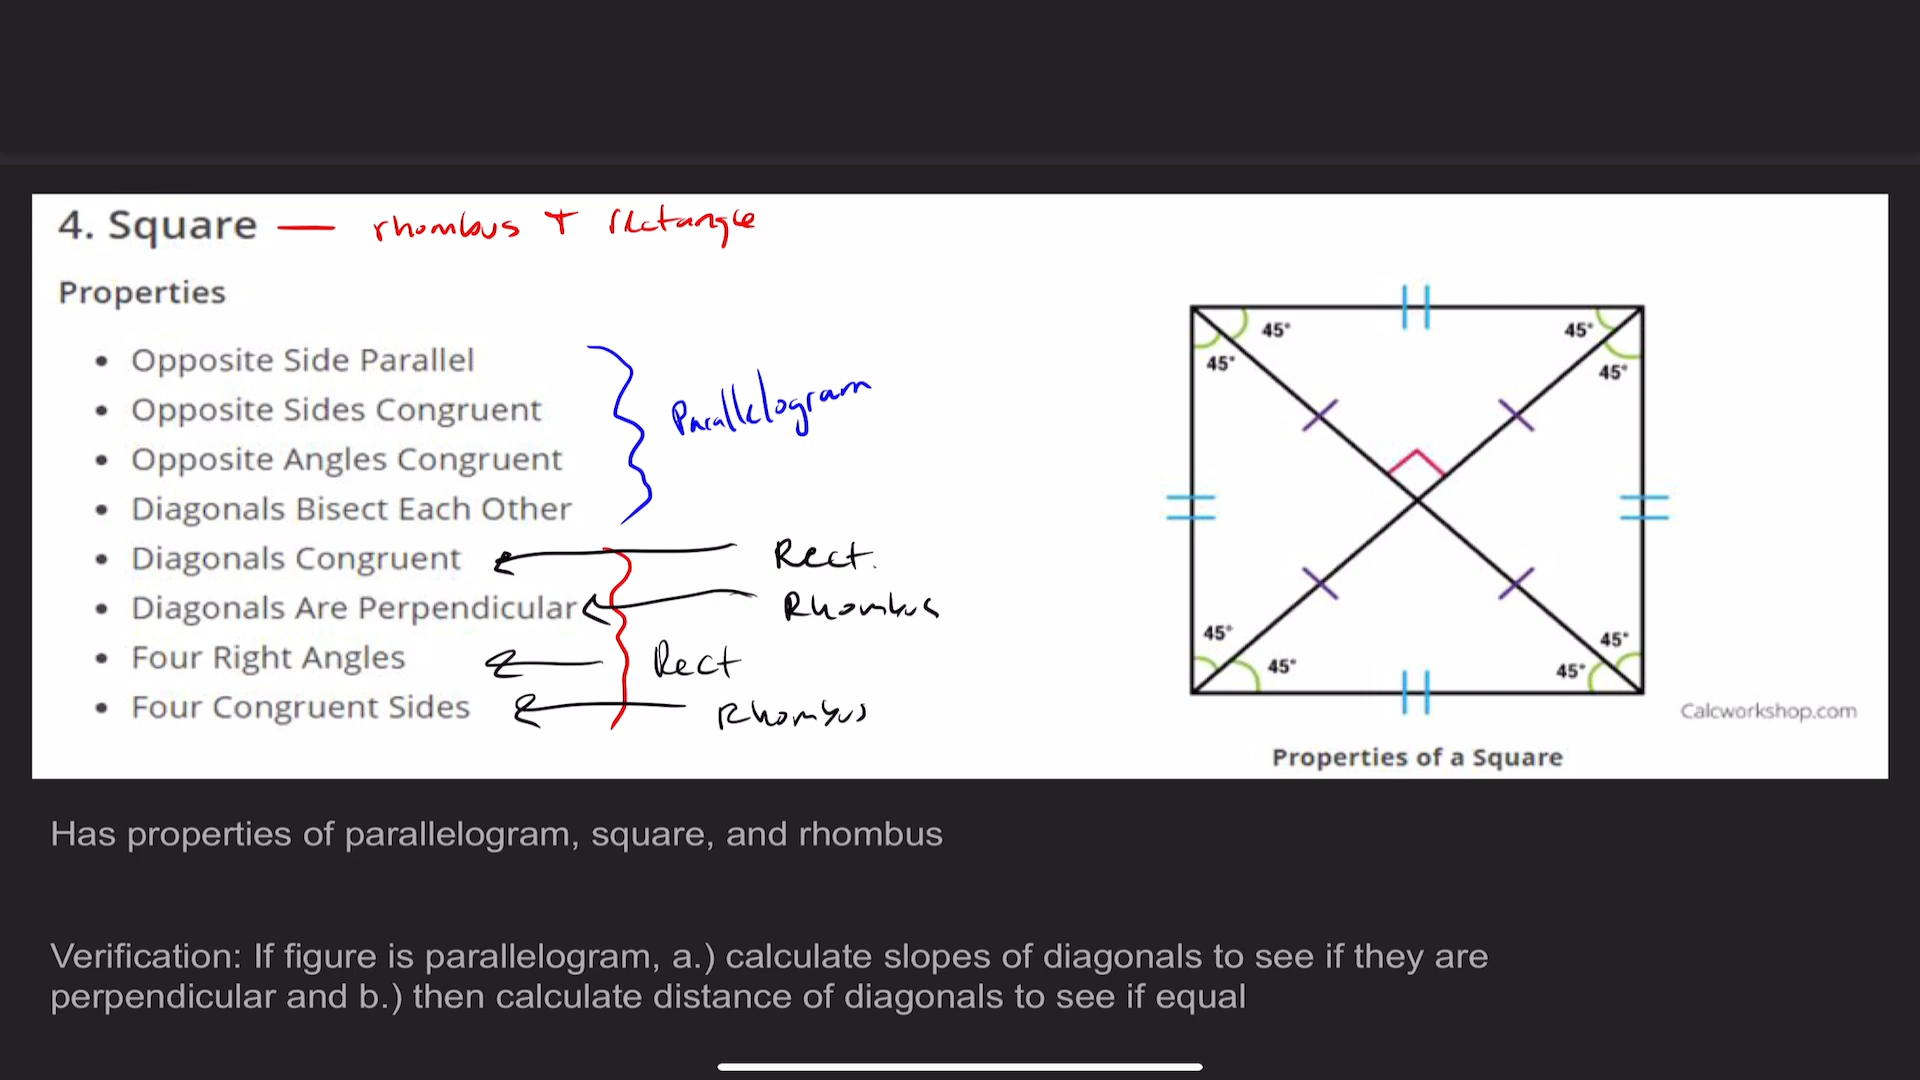 4. Square — rhombus + rectangle
Properties
• Opposite Side Parallel
• Opposite Sides Congruent
• Opposite Angles Congruent
• Diagonals Bisect Each Other
Parallelogram
• Diagonals Congruent Rect.
• Diagonals Are Perpendicular Rhombus
• Four Right Angles Rect
• Four Congruent Sides Rhombus
45° 45°
45° 45°
45° 45°
45° 45°
Calcworkshop.com
Properties of a Square
Has properties of parallelogram, square, and rhombus
Verification: If figure is parallelogram, a.) calculate slopes of diagonals to see if they are
perpendicular and b.) then calculate distance of diagonals to see if equal